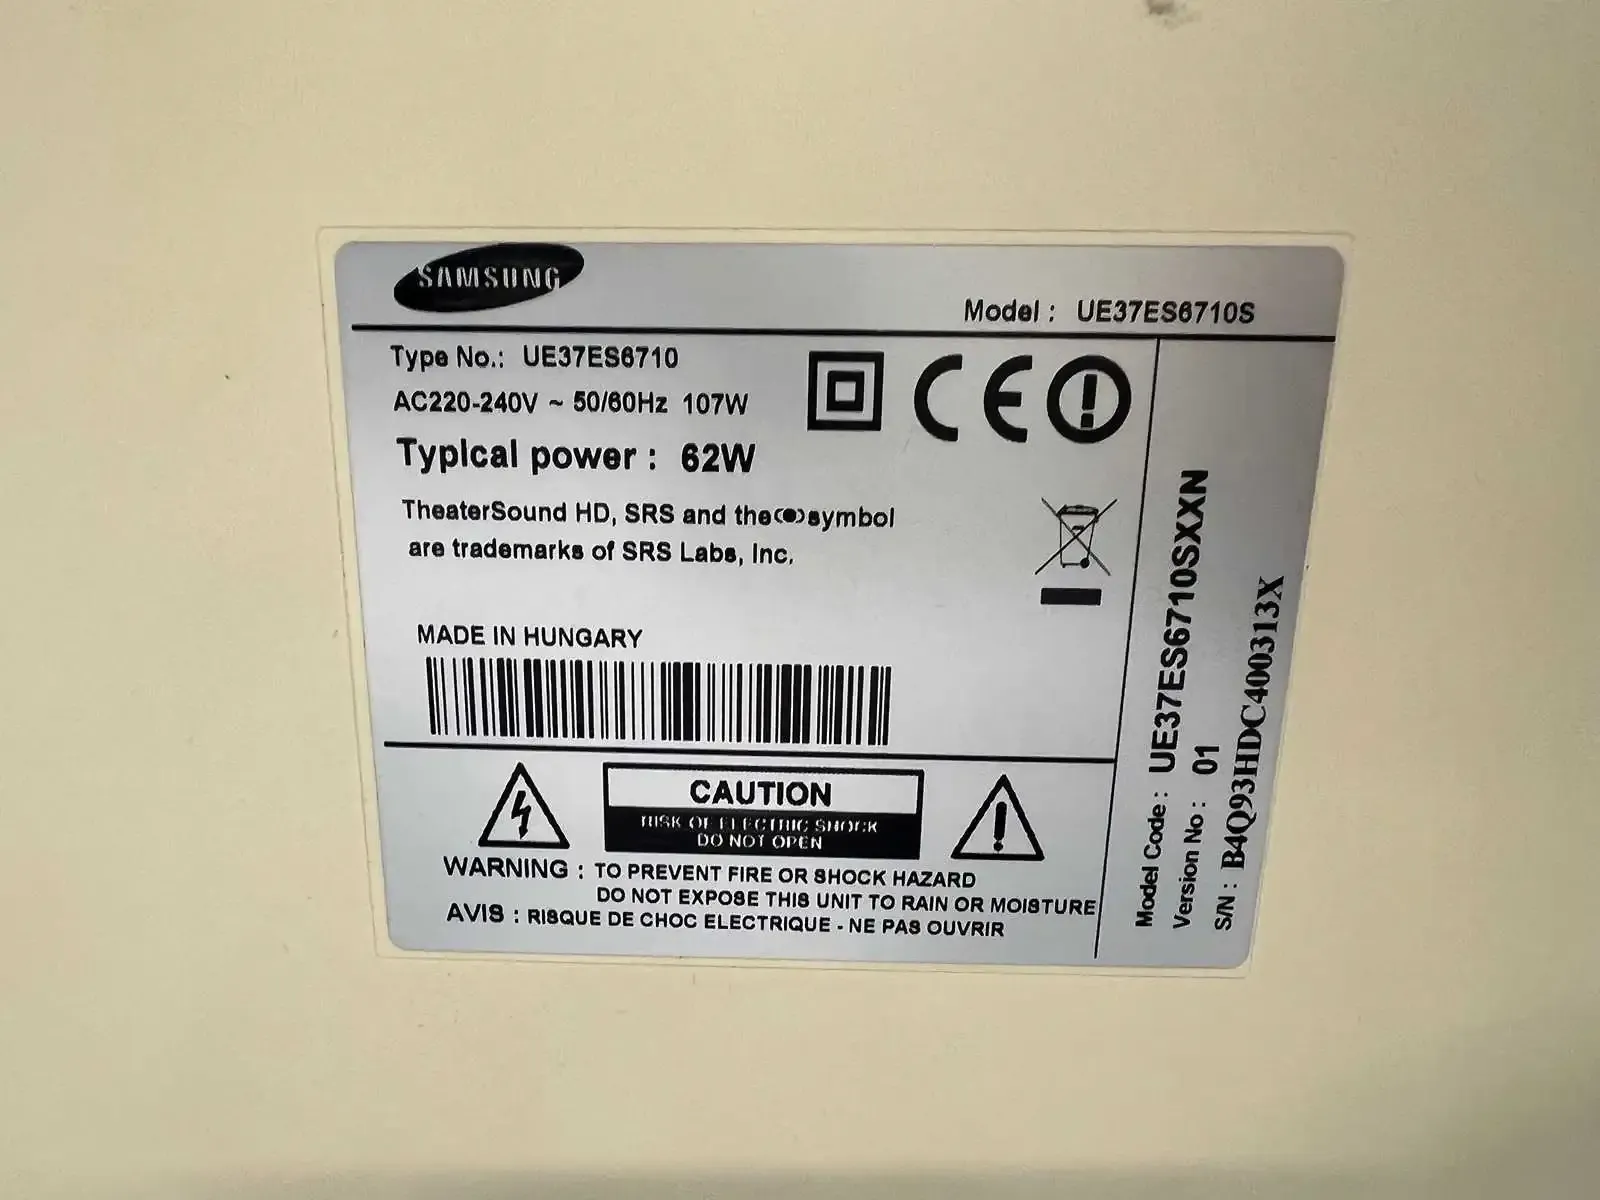 SAMSUNG
Model : UE37ES6710S
Type No.: UE37ES6710
AC220-240V ~ 50/60Hz 107W
Typical power : 62W
TheaterSound HD, SRS and the symbol
are trademarks of SRS Labs, Inc.
MADE IN HUNGARY
CAUTION
RISK OF ELECTRIC SHOCK
DO NOT OPEN
WARNING : TO PREVENT FIRE OR SHOCK HAZARD
DO NOT EXPOSE THIS UNIT TO RAIN OR MOISTURE
AVIS : RISQUE DE CHOC ELECTRIQUE - NE PAS OUVRIR
Model Code : UE37ES6710SXXN
Version No : 01
S/N : B4Q93HDC400313X